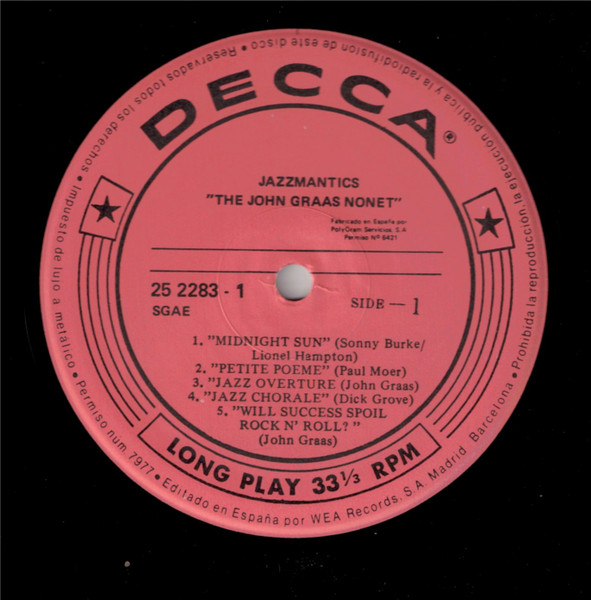 DECCA®
JAZZMANTICS
"THE JOHN GRAAS NONET"
Fabricado en España por
PolyGram Servicios, S.A
Permiso Nº 6421
25 2283 - 1
SGAE
SIDE — 1
1. "MIDNIGHT SUN" (Sonny Burke/
Lionel Hampton)
2. "PETITE POEME" (Paul Moer)
3. "JAZZ OVERTURE (John Graas)
4. "JAZZ CHORALE" (Dick Grove)
5. "WILL SUCCESS SPOIL
ROCK N' ROLL?"
(John Graas)
LONG PLAY 33⅓ RPM
Permiso num 7977 • Editado en España por WEA Records, S.A. Madrid Barcelona • Prohibida la reproducción, la ejecución pública y la radiodifusión de este disco • Reservados todos los derechos • Impuesto de lujo a metálico •